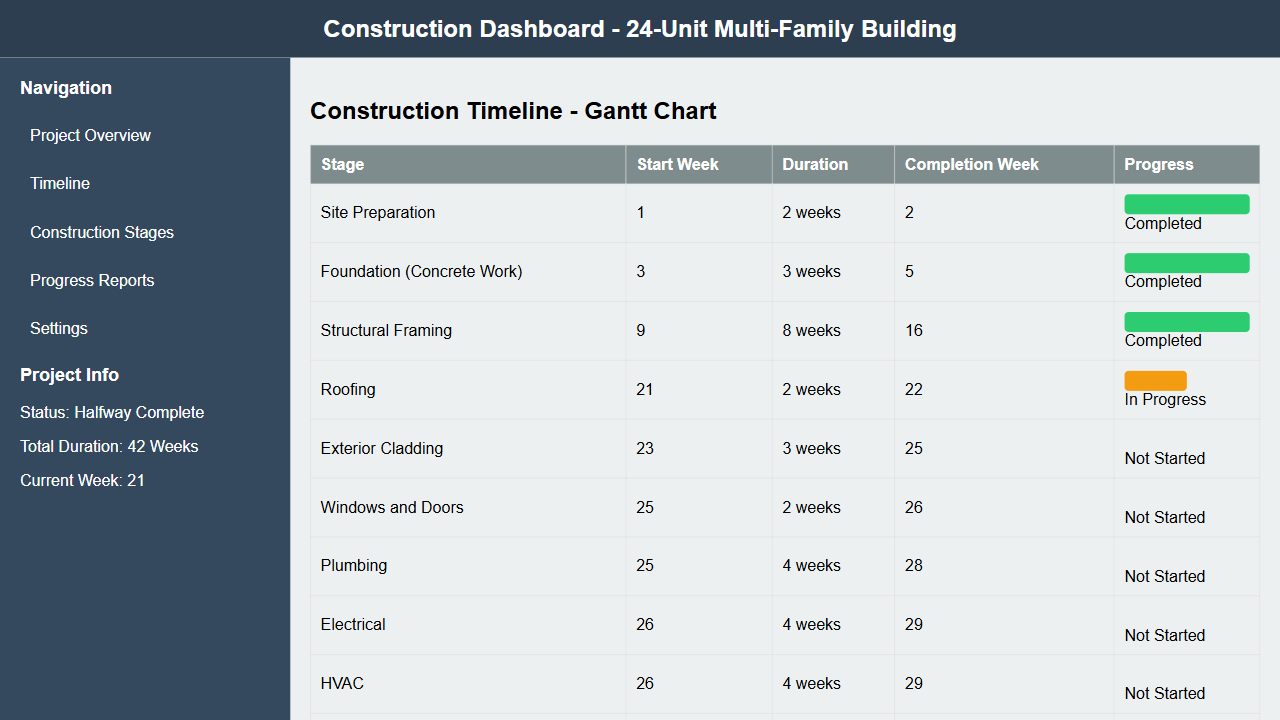 Construction Dashboard - 24-Unit Multi-Family Building
Navigation
Project Overview
Timeline
Construction Stages
Progress Reports
Settings
Project Info
Status: Halfway Complete
Total Duration: 42 Weeks
Current Week: 21
Construction Timeline - Gantt Chart
Stage Start Week Duration Completion Week Progress
Site Preparation 1 2 weeks 2 Completed
Foundation (Concrete Work) 3 3 weeks 5 Completed
Structural Framing 9 8 weeks 16 Completed
Roofing 21 2 weeks 22 In Progress
Exterior Cladding 23 3 weeks 25 Not Started
Windows and Doors 25 2 weeks 26 Not Started
Plumbing 25 4 weeks 28 Not Started
Electrical 26 4 weeks 29 Not Started
HVAC 26 4 weeks 29 Not Started